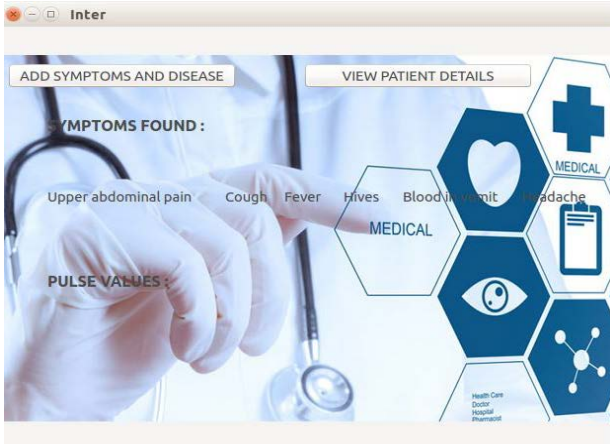 Inter
ADD SYMPTOMS AND DISEASE
VIEW PATIENT DETAILS
SYMPTOMS FOUND :
MEDICAL
Upper abdominal pain Cough Fever Hives Blood in vomit Headache
MEDICAL
PULSE VALUES :
Health Care
Doctor
Hospital
Pharmacist